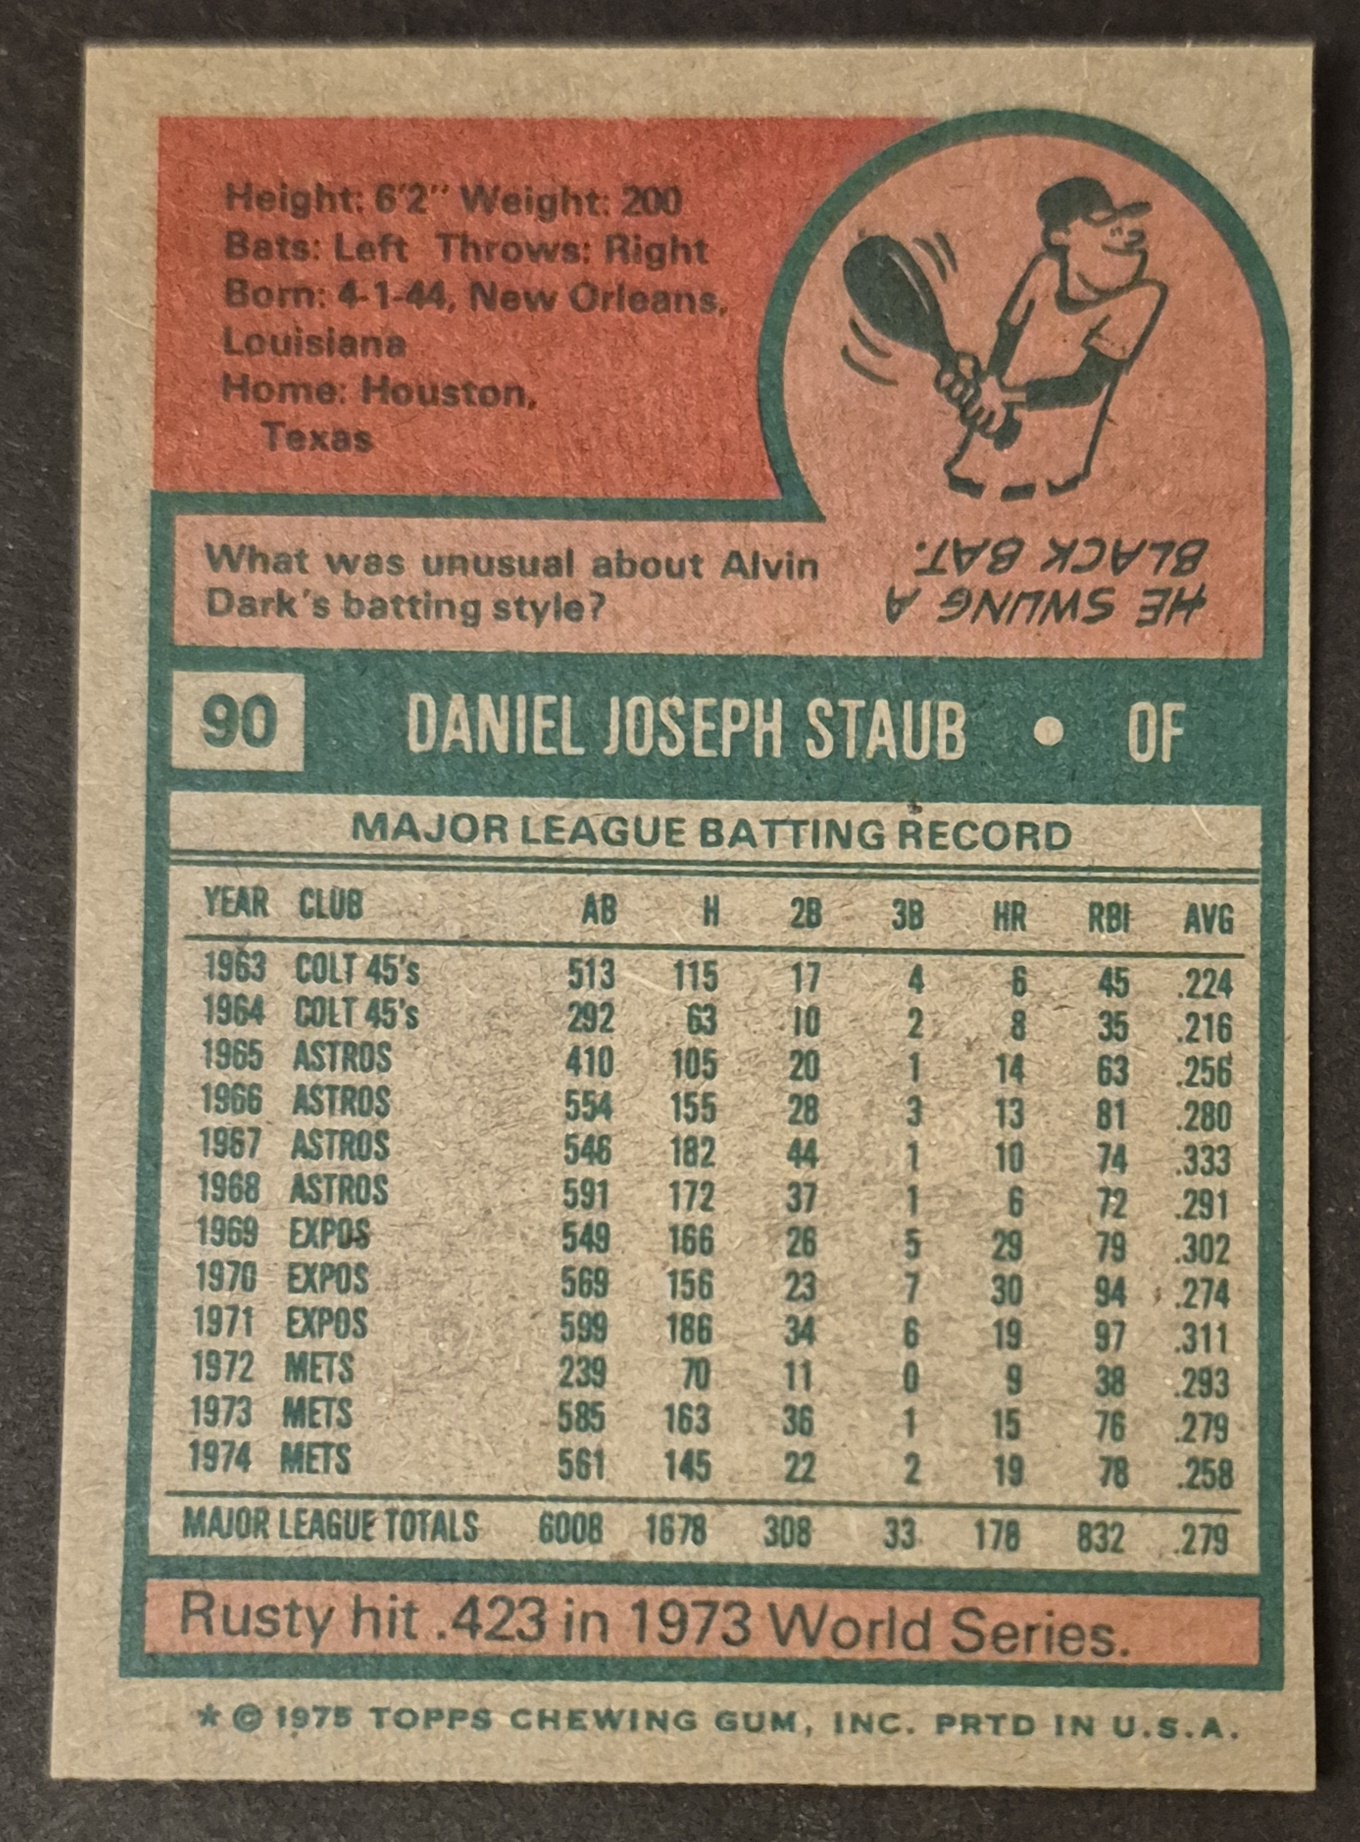 Height: 6'2" Weight: 200
Bats: Left Throws: Right
Born: 4-1-44, New Orleans,
Louisiana
Home: Houston,
Texas
What was unusual about Alvin
Dark's batting style?
HE SWUNG A
BLACK BAT.
90 DANIEL JOSEPH STAUB • OF
MAJOR LEAGUE BATTING RECORD
YEAR CLUB AB H 2B 3B HR RBI AVG
1963 COLT 45's 513 115 17 4 6 45 .224
1964 COLT 45's 292 63 10 2 8 35 .216
1965 ASTROS 410 105 20 1 14 63 .256
1966 ASTROS 554 155 28 3 13 81 .280
1967 ASTROS 546 182 44 1 10 74 .333
1968 ASTROS 591 172 37 1 6 72 .291
1969 EXPOS 549 166 26 5 29 79 .302
1970 EXPOS 569 156 23 7 30 94 .274
1971 EXPOS 599 186 34 6 19 97 .311
1972 METS 239 70 11 0 9 38 .293
1973 METS 585 163 36 1 15 76 .279
1974 METS 561 145 22 2 19 78 .258
MAJOR LEAGUE TOTALS 6008 1678 308 33 178 832 .279
Rusty hit .423 in 1973 World Series.
* © 1975 TOPPS CHEWING GUM, INC. PRTD IN U.S.A.